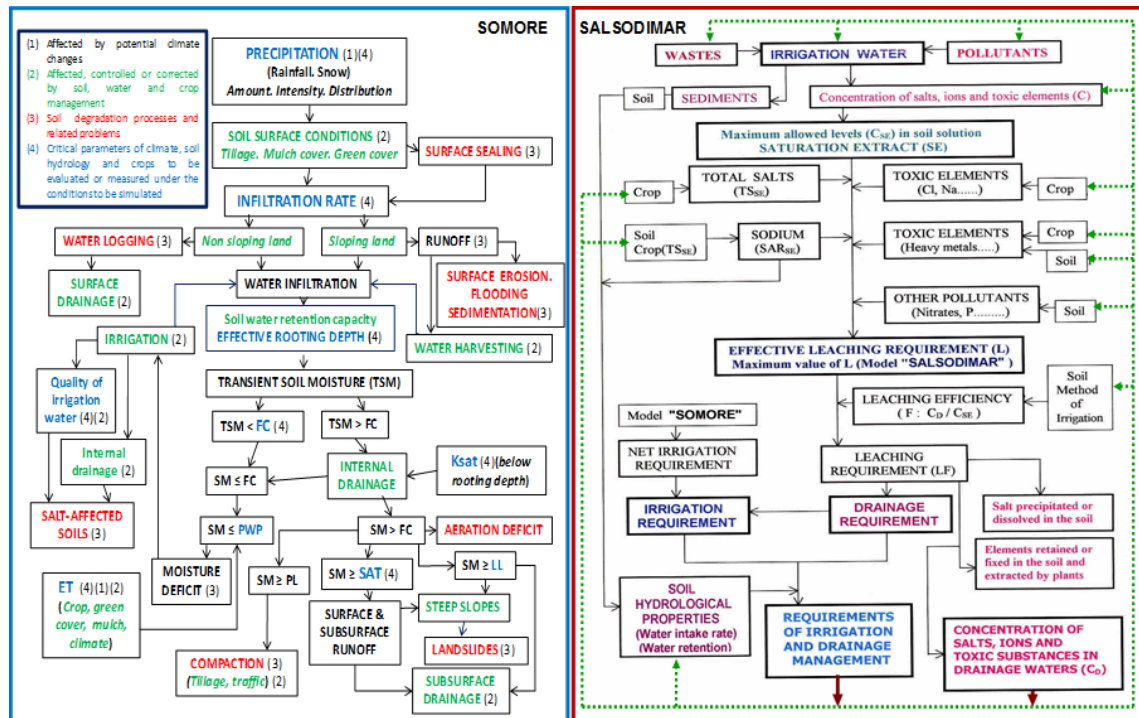 SOMORE
(1) Affected by potential climate
changes
(2) Affected, controlled or corrected
by soil, water and crop
management
(3) Soil degradation processes and
related problems
(4) Critical parameters of climate, soil
hydrology and crops to be
evaluated or measured under the
conditions to be simulated
PRECIPITATION (1)(4)
(Rainfall. Snow)
Amount. Intensity. Distribution
SOIL SURFACE CONDITIONS (2)
Tillage. Mulch cover. Green cover
SURFACE SEALING (3)
INFILTRATION RATE (4)
WATER LOGGING (3)
Non sloping land
Sloping land
RUNOFF (3)
SURFACE
DRAINAGE (2)
WATER INFILTRATION
SURFACE EROSION.
FLOODING
SEDIMENTATION(3)
Soil water retention capacity
EFFECTIVE ROOTING DEPTH (4)
IRRIGATION (2)
WATER HARVESTING (2)
Quality of
irrigation
water (4)(2)
TRANSIENT SOIL MOISTURE (TSM)
TSM < FC (4)
TSM > FC
Internal
drainage (2)
SM ≤ FC
INTERNAL
DRAINAGE
Ksat (4)(below
rooting depth)
SALT-AFFECTED
SOILS (3)
SM ≤ PWP
SM > FC
AERATION DEFICIT
ET (4)(1)(2)
(Crop, green
cover, mulch,
climate)
MOISTURE
DEFICIT (3)
SM ≥ PL
SM ≥ SAT (4)
SM ≥ LL
SURFACE &
SUBSURFACE
RUNOFF
STEEP SLOPES
LANDSLIDES (3)
COMPACTION (3)
(Tillage, traffic) (2)
SUBSURFACE
DRAINAGE (2)
SALSODIMAR
WASTES
IRRIGATION WATER
POLLUTANTS
Soil
SEDIMENTS
Concentration of salts, ions and toxic elements (C)
Maximum allowed levels (CSE) in soil solution
SATURATION EXTRACT (SE)
Crop
TOTAL SALTS
(TSSE)
TOXIC ELEMENTS
(Cl, Na......)
Crop
Soil
Crop(TSSE)
SODIUM
(SARSE)
TOXIC ELEMENTS
(Heavy metals.....)
Crop
Soil
OTHER POLLUTANTS
(Nitrates, P.........)
Soil
EFFECTIVE LEACHING REQUIREMENT (L)
Maximum value of L (Model "SALSODIMAR" )
LEACHING EFFICIENCY
( F : CD / CSE )
Soil
Method
of
Irrigation
Model "SOMORE"
NET IRRIGATION
REQUIREMENT
LEACHING
REQUIREMENT (LF)
IRRIGATION
REQUIREMENT
DRAINAGE
REQUIREMENT
Salt precipitated or
dissolved in the soil
Elements retained or
fixed in the soil and
extracted by plants
SOIL
HYDROLOGICAL
PROPERTIES
(Water intake rate)
(Water retention)
REQUIREMENTS
OF IRRIGATION
AND DRAINAGE
MANAGEMENT
CONCENTRATION OF
SALTS, IONS AND
TOXIC SUBSTANCES IN
DRAINAGE WATERS (CD)